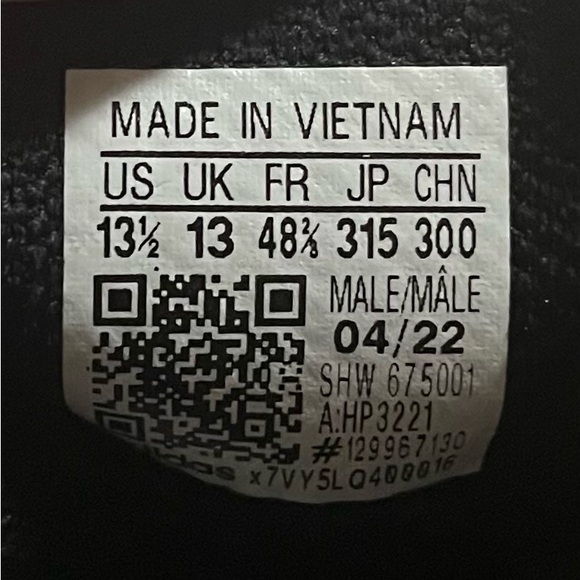 MADE IN VIETNAM
US UK FR JP CHN
13½ 13 48⅔ 315 300
MALE/MÂLE
04/22
SHW 675001
A:HP3221
#129967130
x7VY5LQ400016